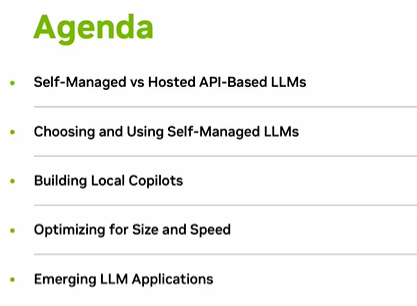 Agenda
Self-Managed vs Hosted API-Based LLMs
Choosing and Using Self-Managed LLMs
Building Local Copilots
Optimizing for Size and Speed
Emerging LLM Applications